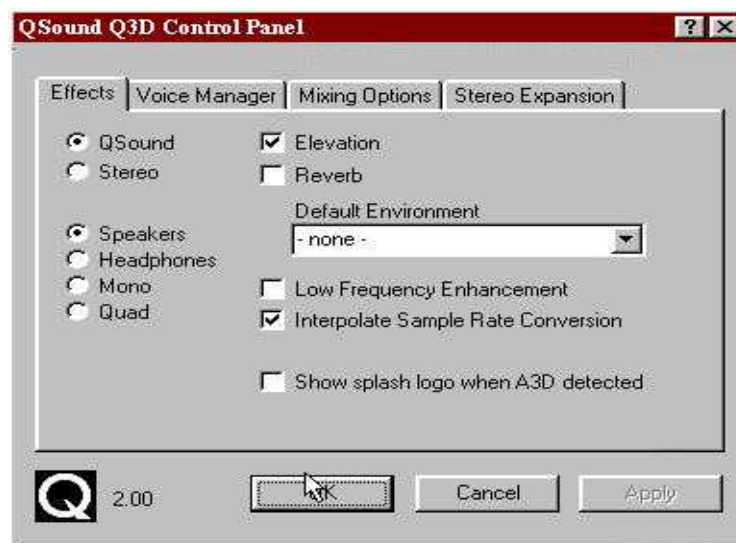 QSound Q3D Control Panel
Effects Voice Manager Mixing Options Stereo Expansion
QSound
Stereo
Elevation
Reverb
Default Environment
- none -
Speakers
Headphones
Mono
Quad
Low Frequency Enhancement
Interpolate Sample Rate Conversion
Show splash logo when A3D detected
Q 2.00 OK Cancel Apply